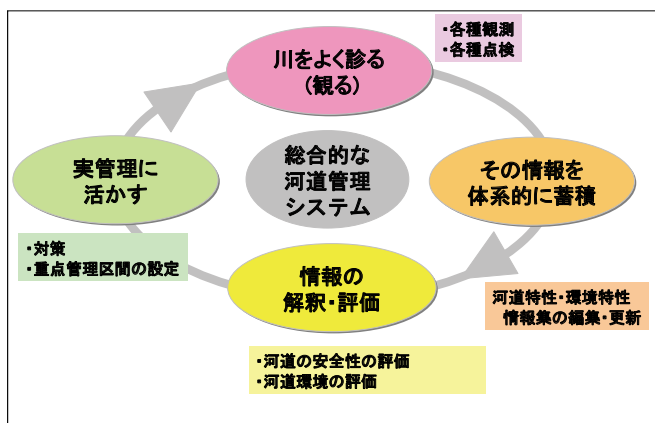 川をよく診る
(観る)
・各種観測
・各種点検
その情報を
体系的に蓄積
河道特性・環境特性
情報集の編集・更新
情報の
解釈・評価
・河道の安全性の評価
・河道環境の評価
実管理に
活かす
・対策
・重点管理区間の設定
総合的な
河道管理
システム